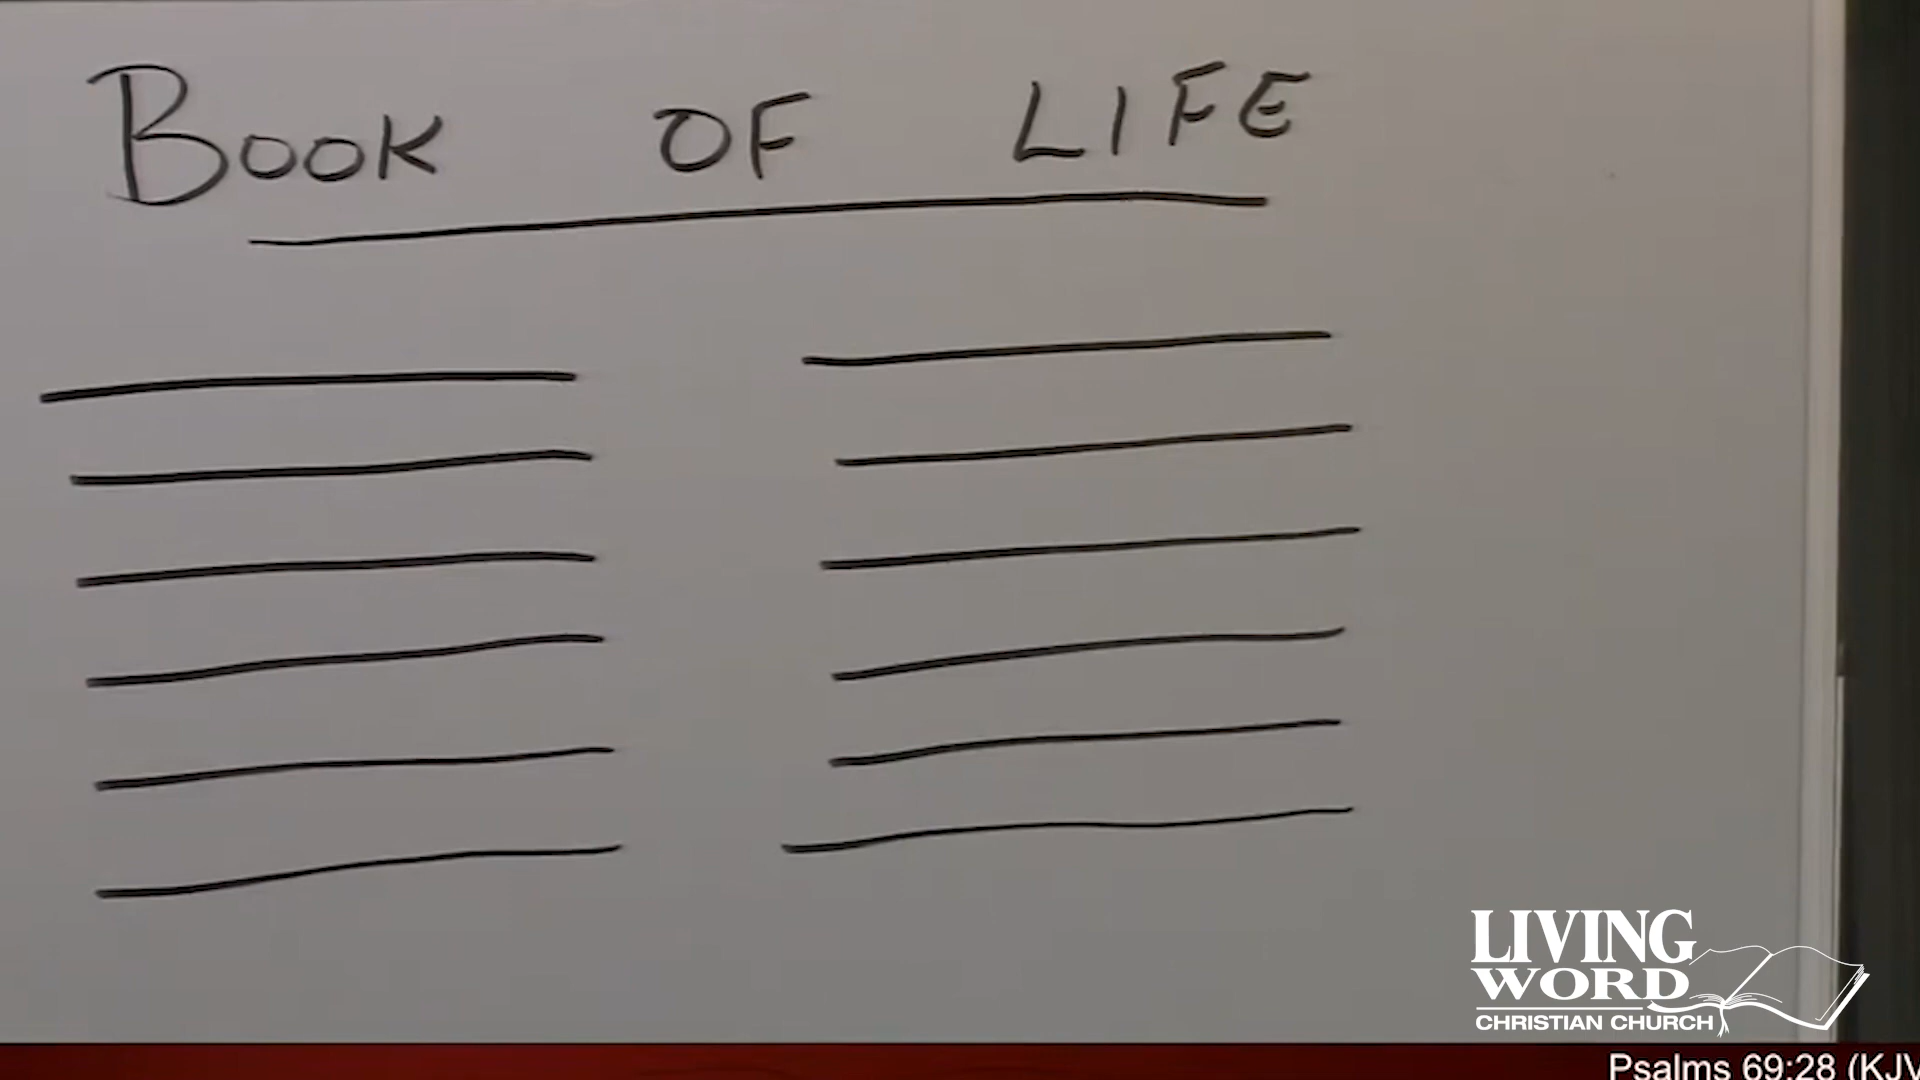 BOOK OF LIFE
LIVING
WORD
CHRISTIAN CHURCH
Psalms 69:28 (KJV